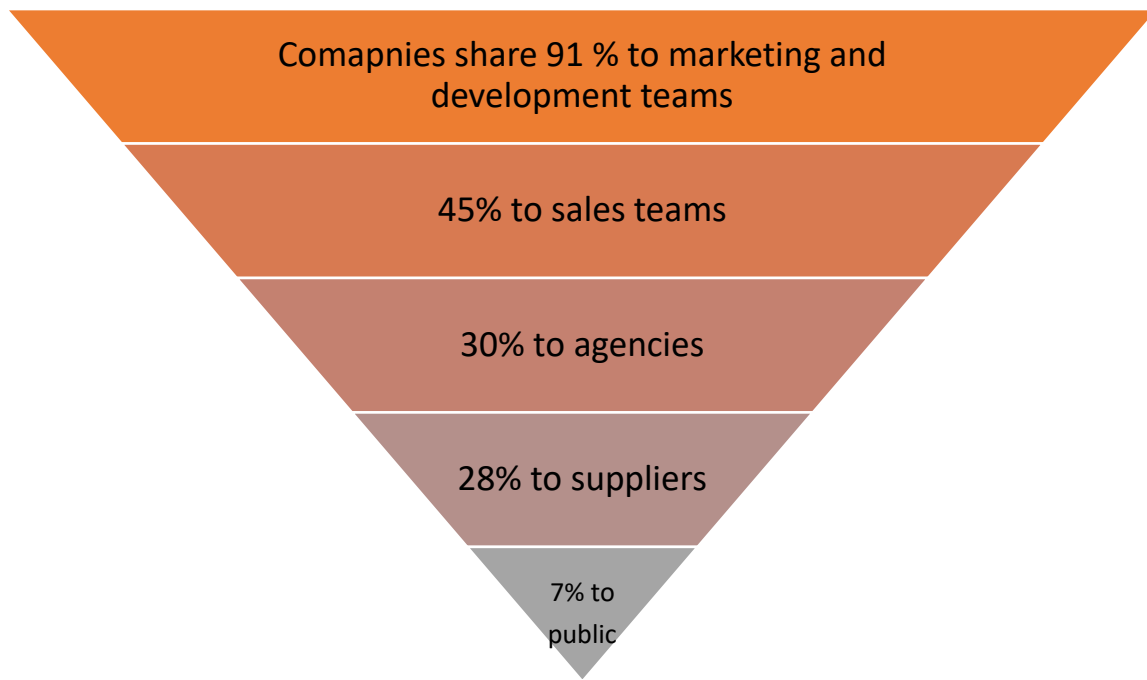 Comapnies share 91 % to marketing and
development teams
45% to sales teams
30% to agencies
28% to suppliers
7% to
public